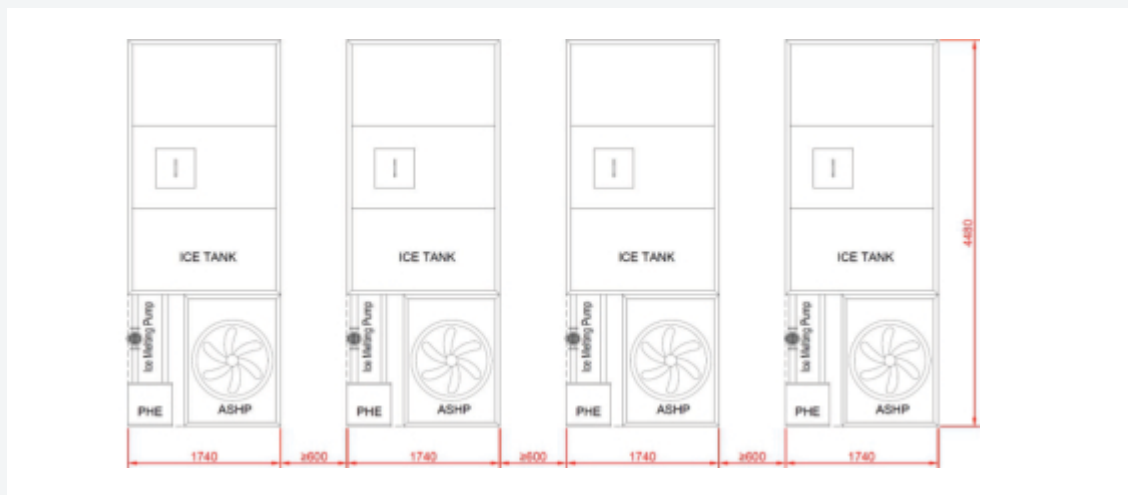 ICE TANK ICE TANK ICE TANK ICE TANK
4480
Ice Melting Pump Ice Melting Pump Ice Melting Pump Ice Melting Pump
PHE ASHP PHE ASHP PHE ASHP PHE ASHP
1740 ≥600 1740 ≥600 1740 ≥600 1740